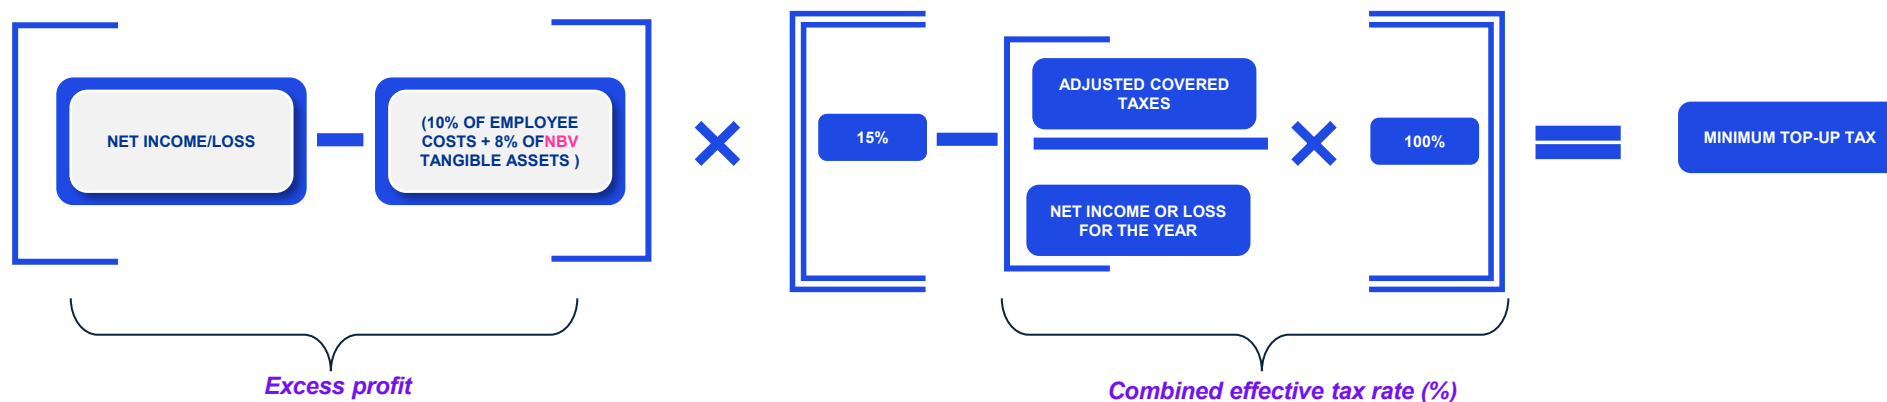 NET INCOME/LOSS
(10% OF EMPLOYEE
COSTS + 8% OFNBV
TANGIBLE ASSETS )
15%
ADJUSTED COVERED
TAXES
NET INCOME OR LOSS
FOR THE YEAR
100%
MINIMUM TOP-UP TAX
Excess profit
Combined effective tax rate (%)